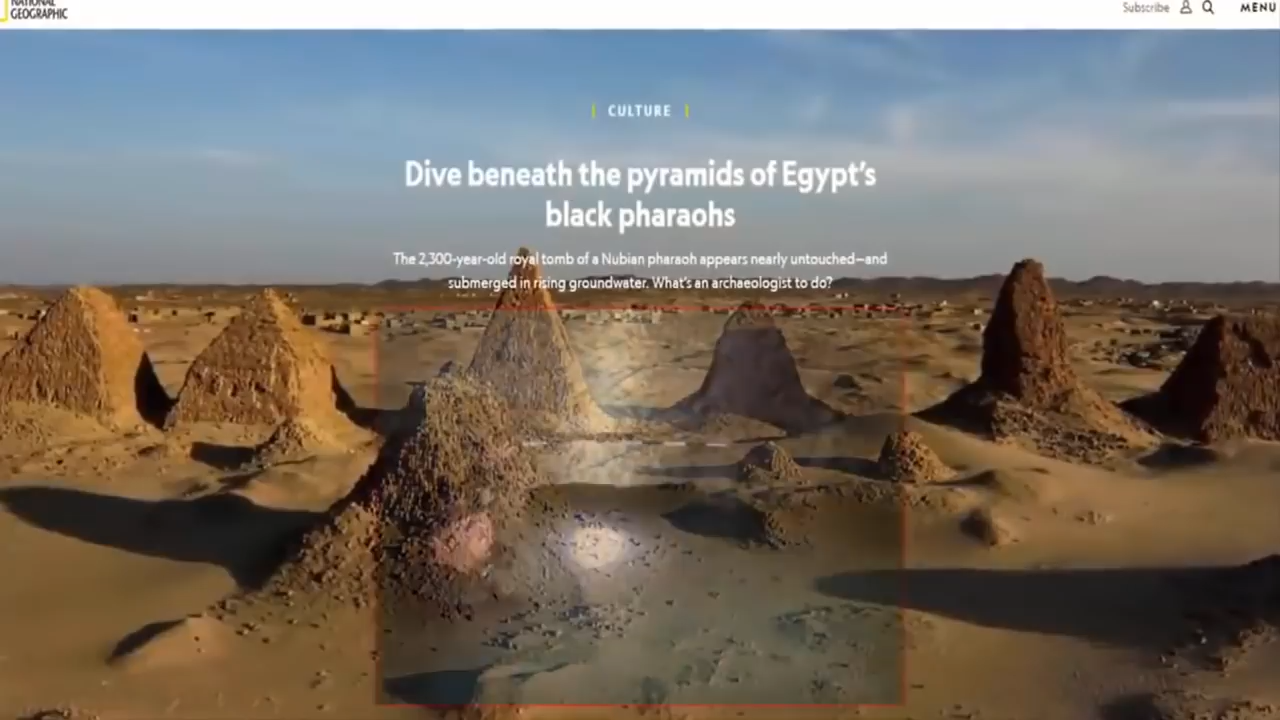 NATIONAL
GEOGRAPHIC
Subscribe
MENU
CULTURE
Dive beneath the pyramids of Egypt's
black pharaohs
The 2,300-year-old royal tomb of a Nubian pharaoh appears nearly untouched—and
submerged in rising groundwater. What's an archaeologist to do?